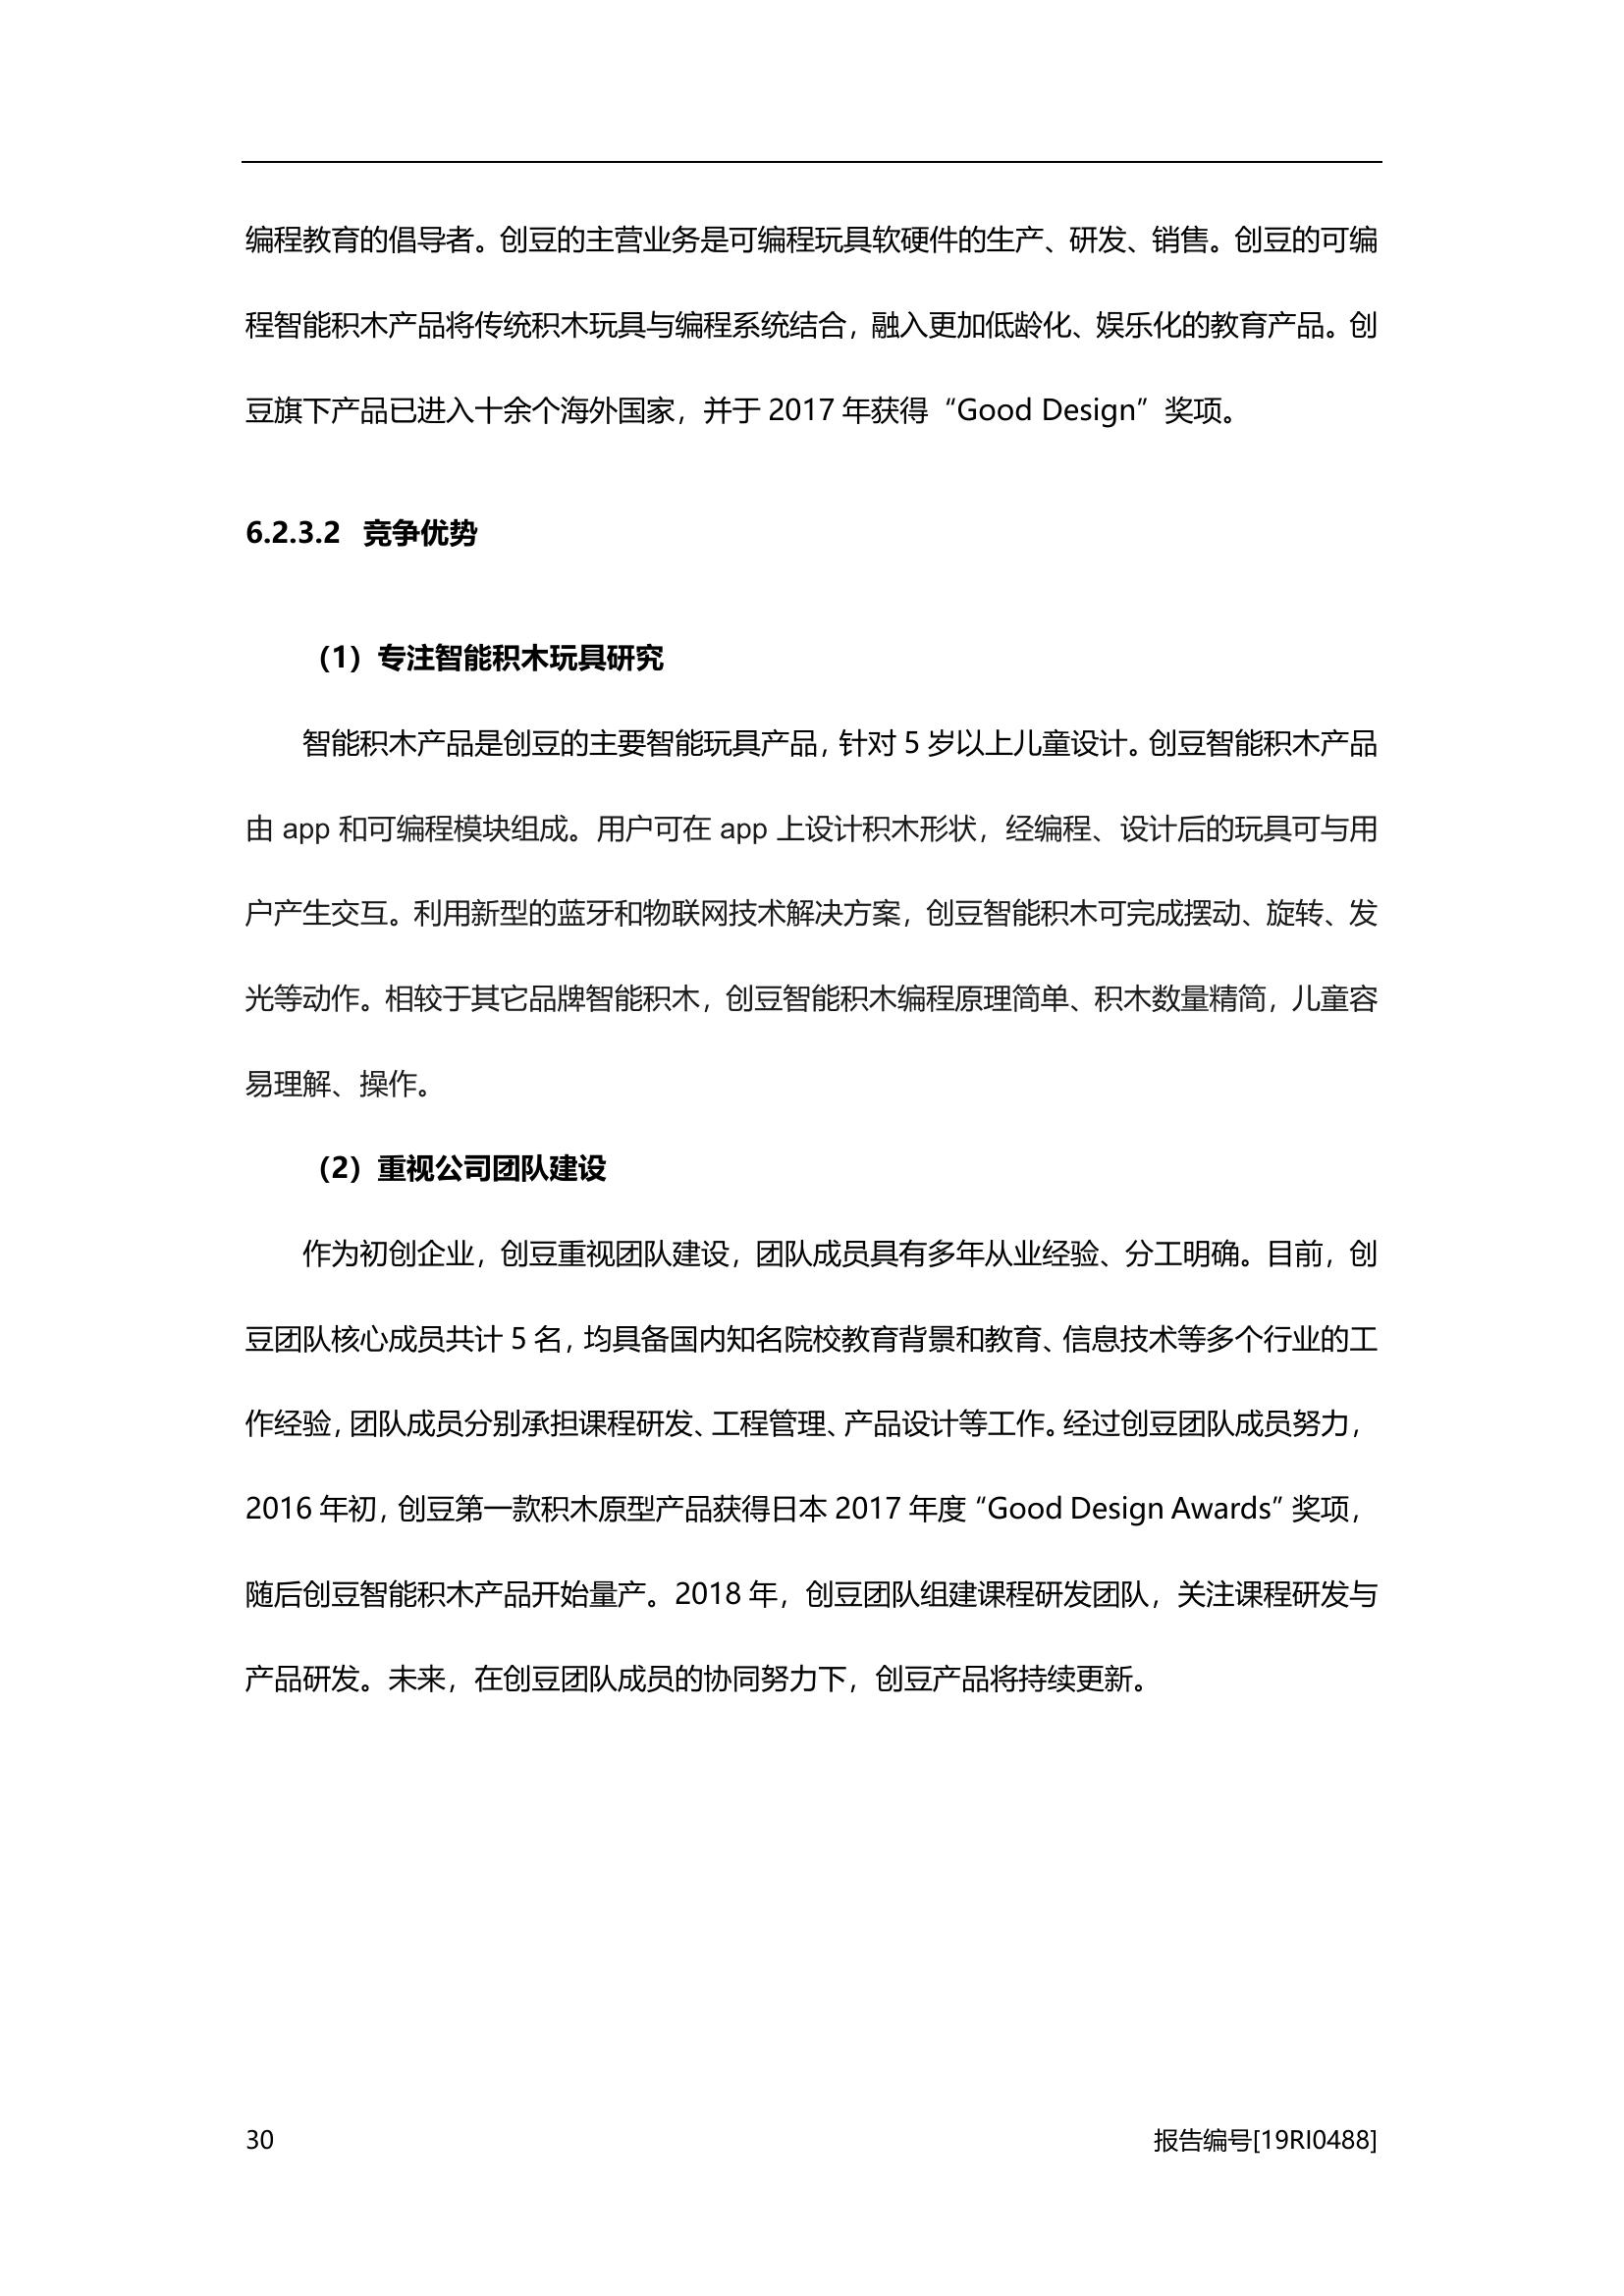 编程教育的倡导者。创豆的主营业务是可编程玩具软硬件的生产、研发、销售。创豆的可编
程智能积木产品将传统积木玩具与编程系统结合，融入更加低龄化、娱乐化的教育产品。创
豆旗下产品已进入十余个海外国家，并于 2017 年获得“Good Design”奖项。
6.2.3.2 竞争优势
（1）专注智能积木玩具研究
智能积木产品是创豆的主要智能玩具产品，针对 5 岁以上儿童设计。创豆智能积木产品
由 app 和可编程模块组成。用户可在 app 上设计积木形状，经编程、设计后的玩具可与用
户产生交互。利用新型的蓝牙和物联网技术解决方案，创豆智能积木可完成摆动、旋转、发
光等动作。相较于其它品牌智能积木，创豆智能积木编程原理简单、积木数量精简，儿童容
易理解、操作。
（2）重视公司团队建设
作为初创企业，创豆重视团队建设，团队成员具有多年从业经验、分工明确。目前，创
豆团队核心成员共计 5 名，均具备国内知名院校教育背景和教育、信息技术等多个行业的工
作经验，团队成员分别承担课程研发、工程管理、产品设计等工作。经过创豆团队成员努力，
2016 年初，创豆第一款积木原型产品获得日本 2017 年度“Good Design Awards”奖项，
随后创豆智能积木产品开始量产。2018 年，创豆团队组建课程研发团队，关注课程研发与
产品研发。未来，在创豆团队成员的协同努力下，创豆产品将持续更新。
30 报告编号[19RI0488]